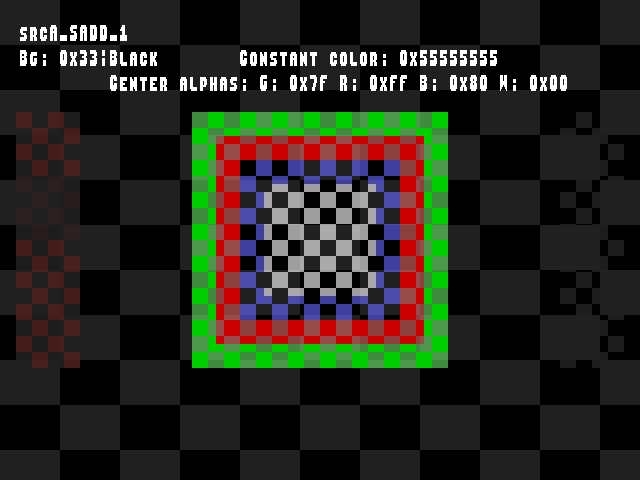 srcA_SADD_1
Bg: 0x33¦Black Constant color: 0x55555555
Center alphas: G: 0x7f R: 0xff B: 0x80 W: 0x00